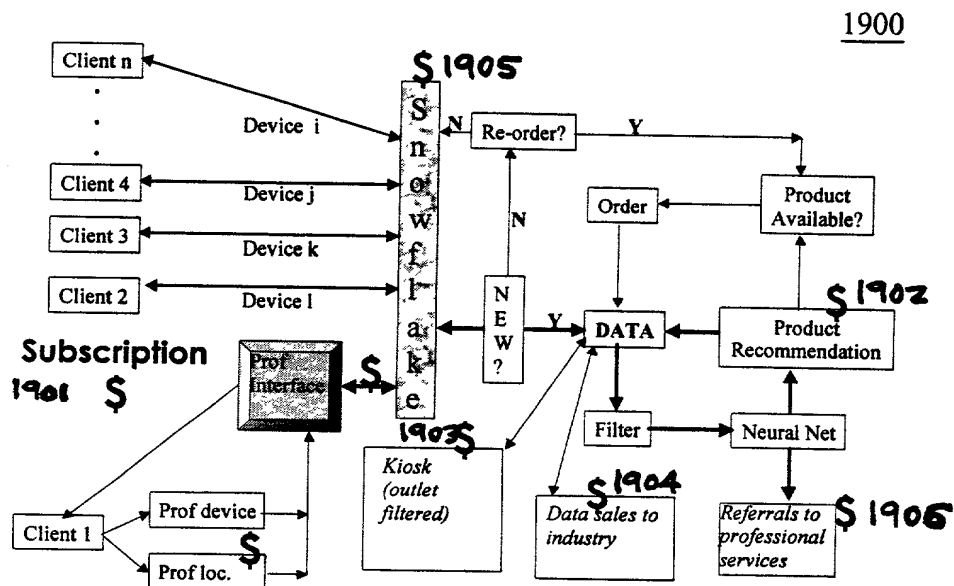 1900
Client n
$ 1905
Snowflake
Device i
N
Re-order?
Y
Client 4
Device j
Order
Product
Available?
Client 3
Device k
N
Client 2
Device l
NEW?
Y
DATA
$ 1902
Product
Recommendation
Subscription
1901 $
Prof
Interface
$
1903 $
Filter
Neural Net
Kiosk
(outlet
filtered)
$ 1904
Data sales to
industry
Referrals to
professional
services
$ 1906
Client 1
Prof device
Prof loc.
$